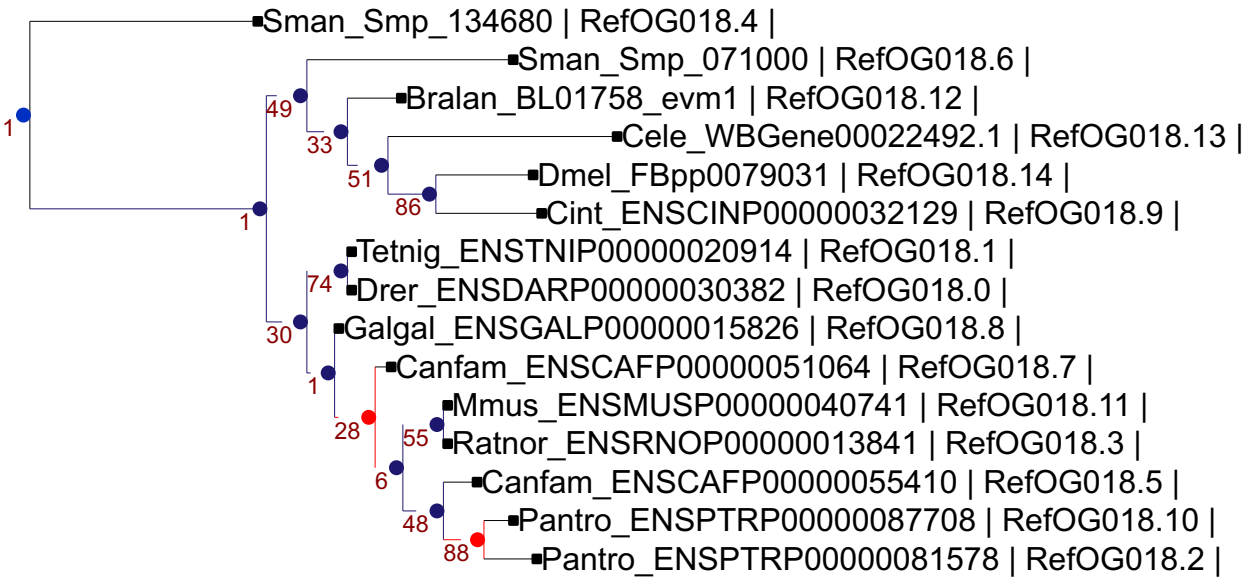 Sman_Smp_134680 | RefOG018.4 |
Sman_Smp_071000 | RefOG018.6 |
49
Bralan_BL01758_evm1 | RefOG018.12 |
1
33
Cele_WBGene00022492.1 | RefOG018.13 |
51
Dmel_FBpp0079031 | RefOG018.14 |
86
Cint_ENSCINP00000032129 | RefOG018.9 |
1
Tetnig_ENSTNIP00000020914 | RefOG018.1 |
74
Drer_ENSDARP00000030382 | RefOG018.0 |
30
Galgal_ENSGALP00000015826 | RefOG018.8 |
Canfam_ENSCAFP00000051064 | RefOG018.7 |
1
Mmus_ENSMUSP00000040741 | RefOG018.11 |
28
55
Ratnor_ENSRNOP00000013841 | RefOG018.3 |
6
Canfam_ENSCAFP00000055410 | RefOG018.5 |
48
Pantro_ENSPTRP00000087708 | RefOG018.10 |
88
Pantro_ENSPTRP00000081578 | RefOG018.2 |